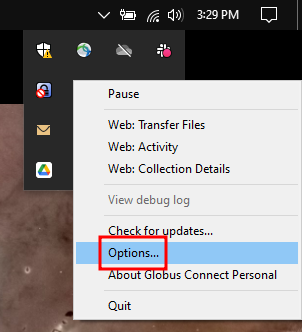 3:29 PM
Pause
Web: Transfer Files
Web: Activity
Web: Collection Details
View debug log
Check for updates...
Options...
About Globus Connect Personal
Quit